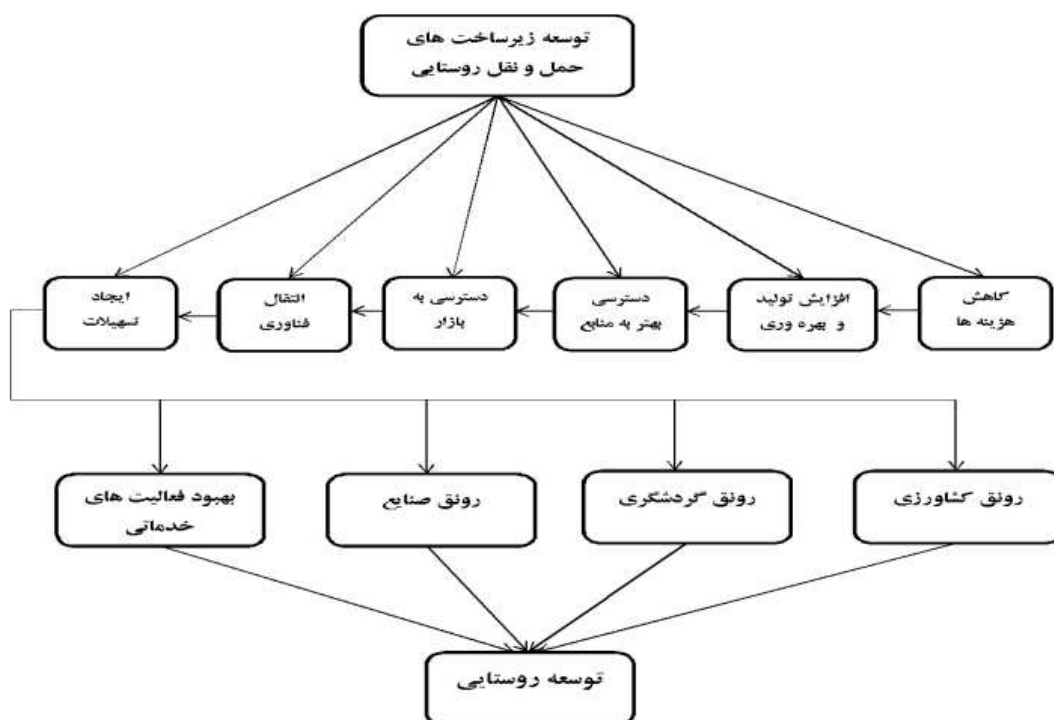 توسعه زیرساخت های
حمل و نقل روستایی
کاهش
هزینه ها
افزایش تولید
و بهره وری
دسترسی
بهتر به منابع
دسترسی به
بازار
التقال
فناوری
ایجاد
تسهیلات
رونق کشاورزی
رونق گردشگری
رونق صنایع
بهبود فعالیت های
خدماتی
توسعه روستایی